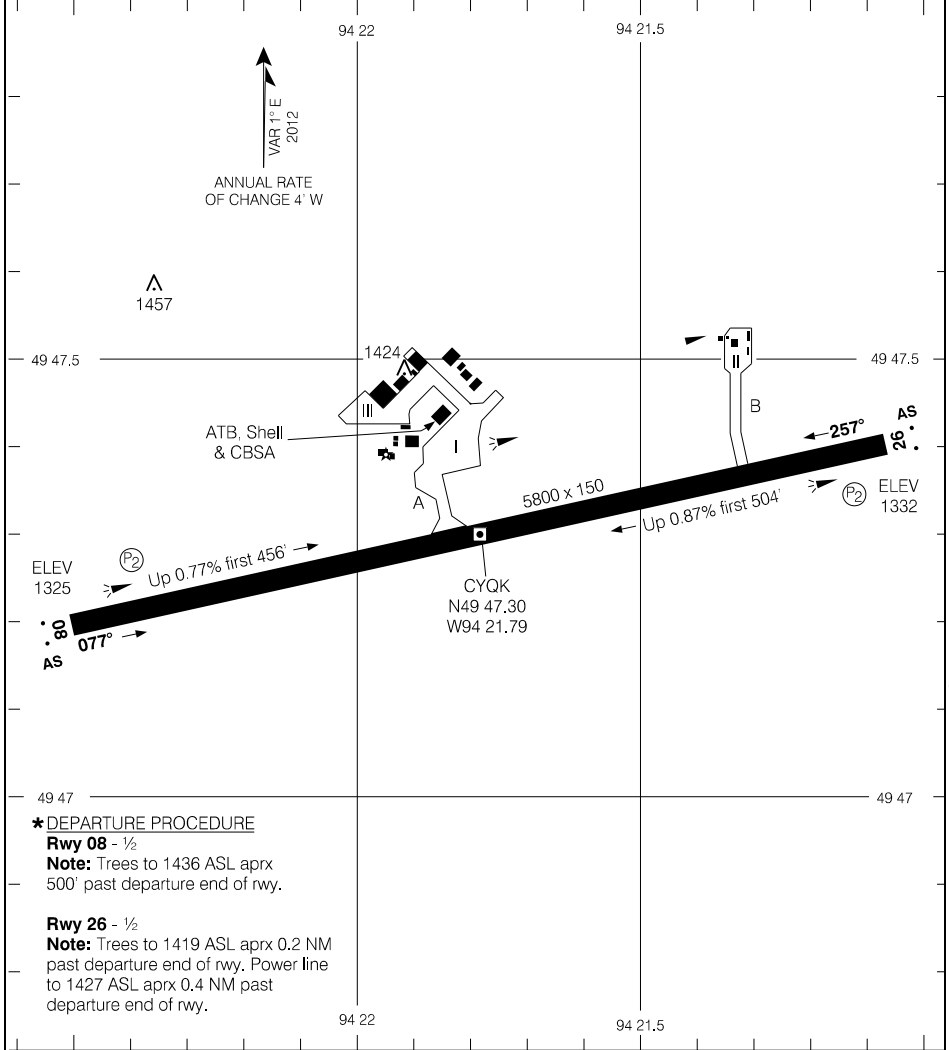 94 22
94 21.5
VAR 1° E
2012
ANNUAL RATE
OF CHANGE 4' W
1457
49 47.5
1424
49 47.5
III
II
ATB, Shell
& CBSA
I
B
A
AS
26
257°
5800 x 150
Up 0.87% first 504'
P2
ELEV
1332
ELEV
1325
P2
Up 0.77% first 456'
08
077°
AS
CYQK
N49 47.30
W94 21.79
49 47
49 47
*DEPARTURE PROCEDURE
Rwy 08 - ½
Note: Trees to 1436 ASL aprx
500' past departure end of rwy.
Rwy 26 - ½
Note: Trees to 1419 ASL aprx 0.2 NM
past departure end of rwy. Power line
to 1427 ASL aprx 0.4 NM past
departure end of rwy.
94 22
94 21.5